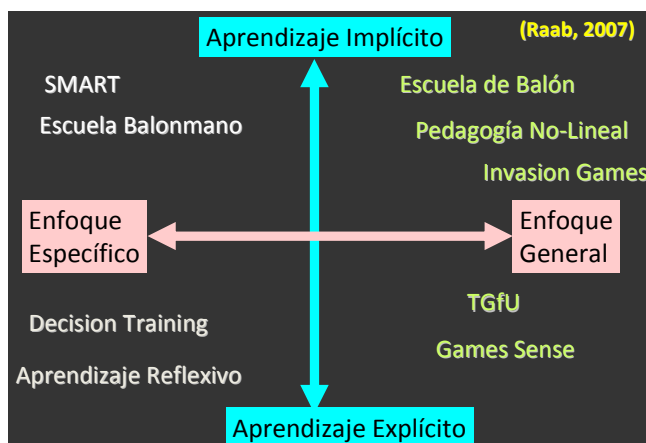 Aprendizaje Implícito
(Raab, 2007)
SMART
Escuela de Balón
Escuela Balonmano
Pedagogía No-Lineal
Invasion Games
Enfoque
Específico
Enfoque
General
TGfU
Decision Training
Games Sense
Aprendizaje Reflexivo
Aprendizaje Explícito